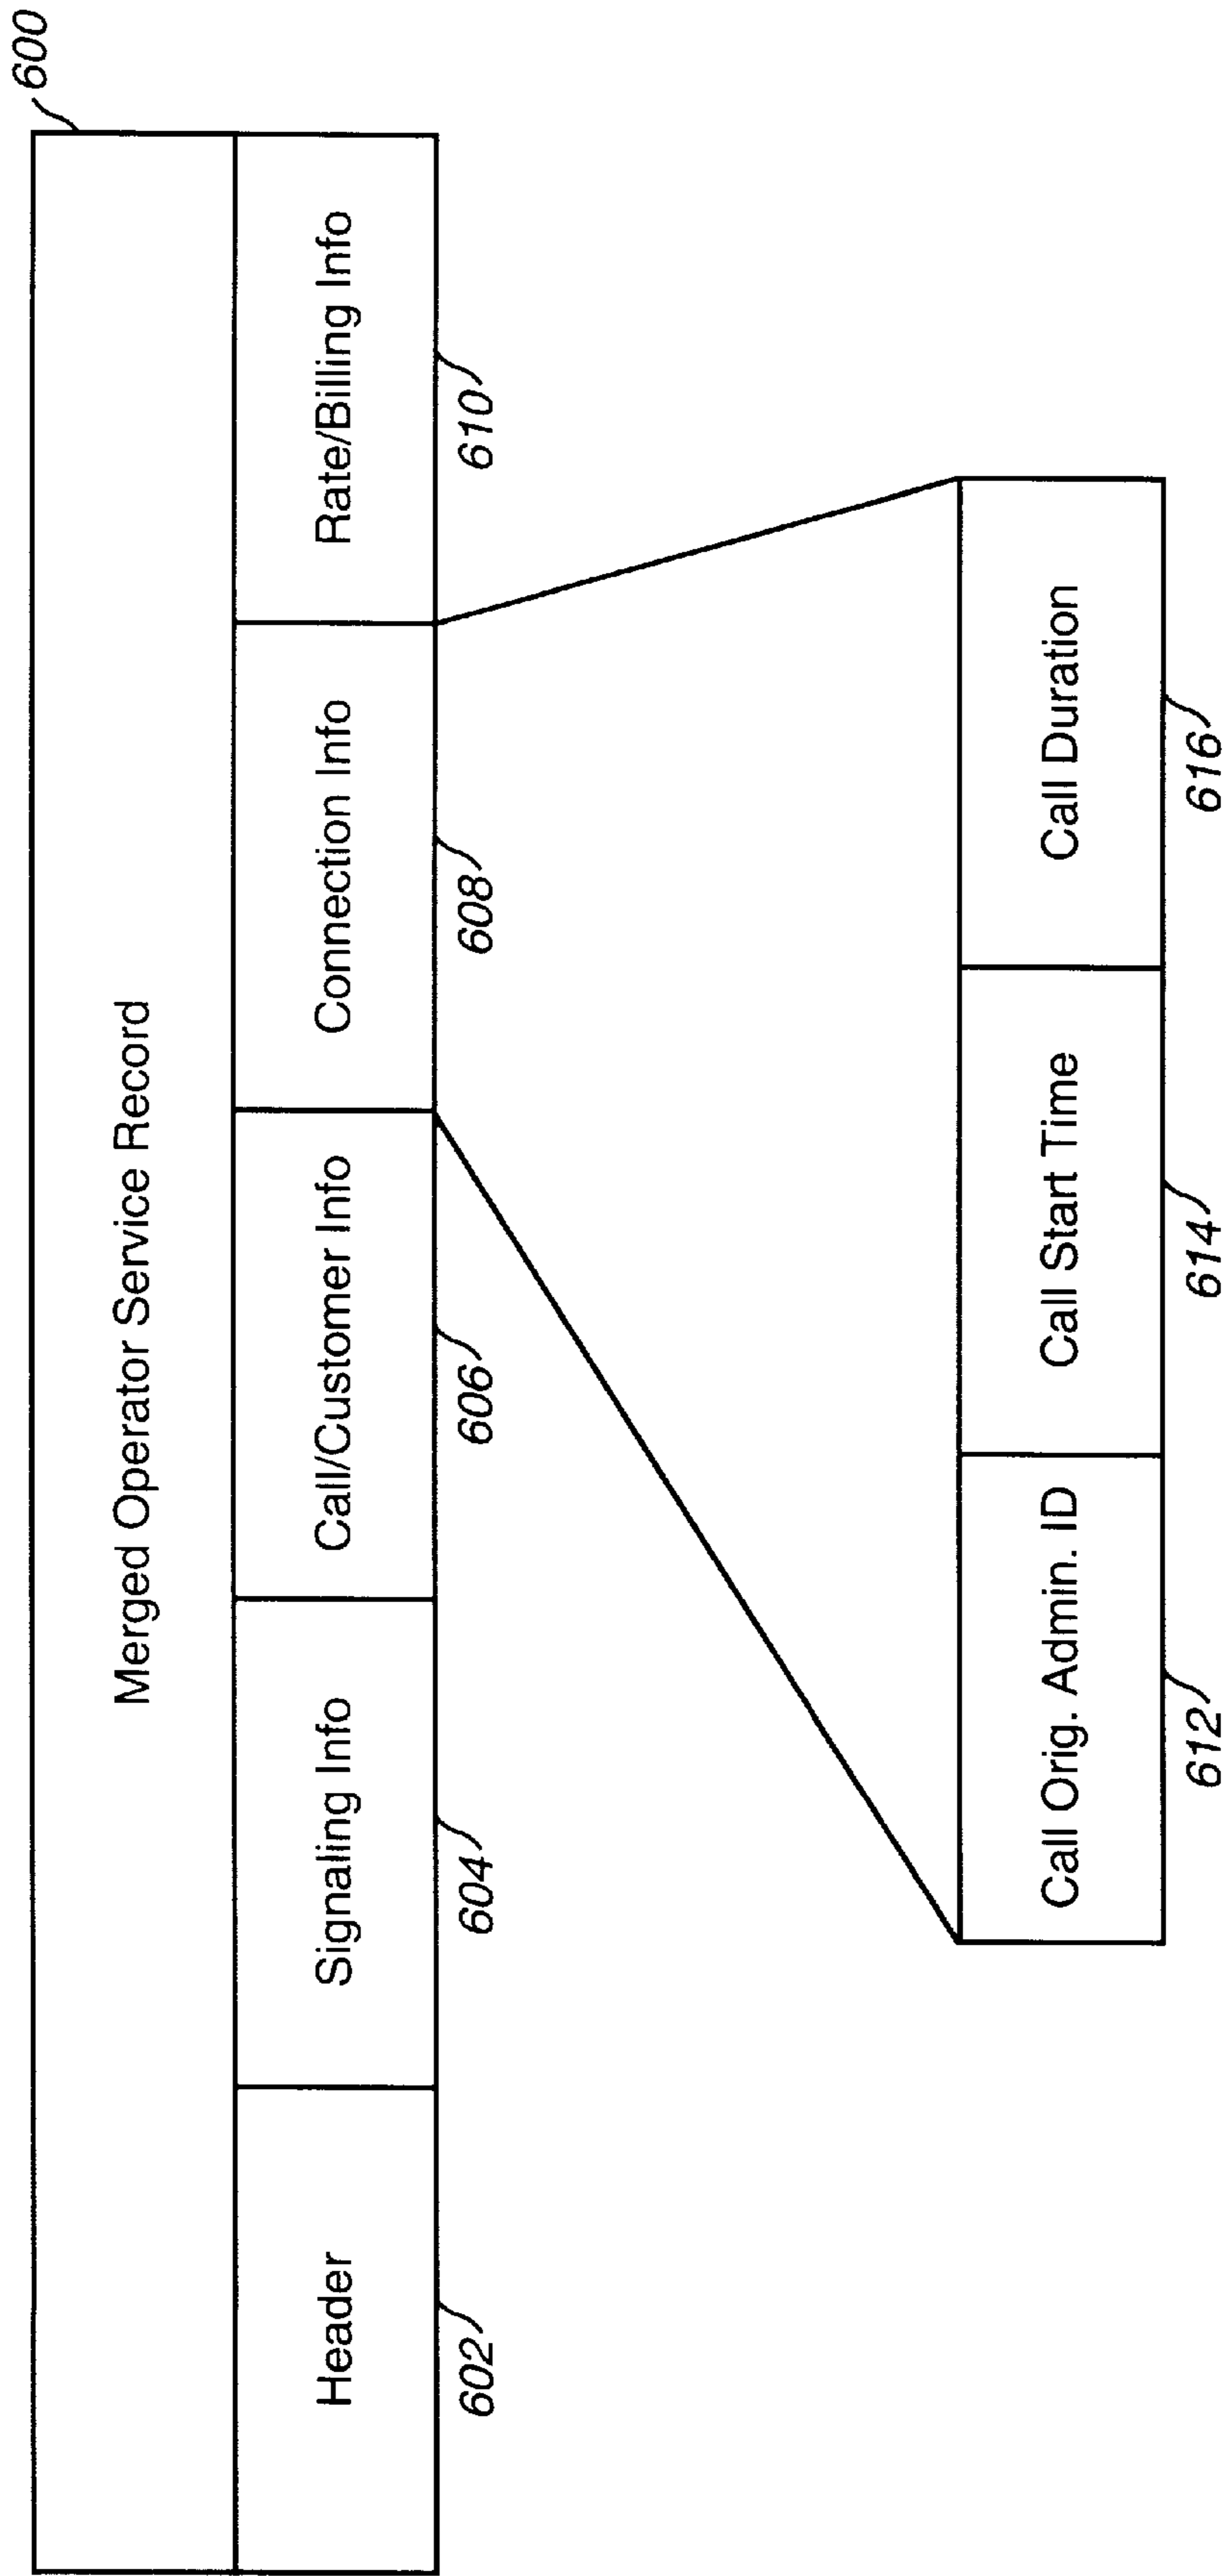 600
Merged Operator Service Record
Header
Signaling Info
Call/Customer Info
Connection Info
Rate/Billing Info
602
604
606
608
610
Call Orig. Admin. ID
Call Start Time
Call Duration
612
614
616